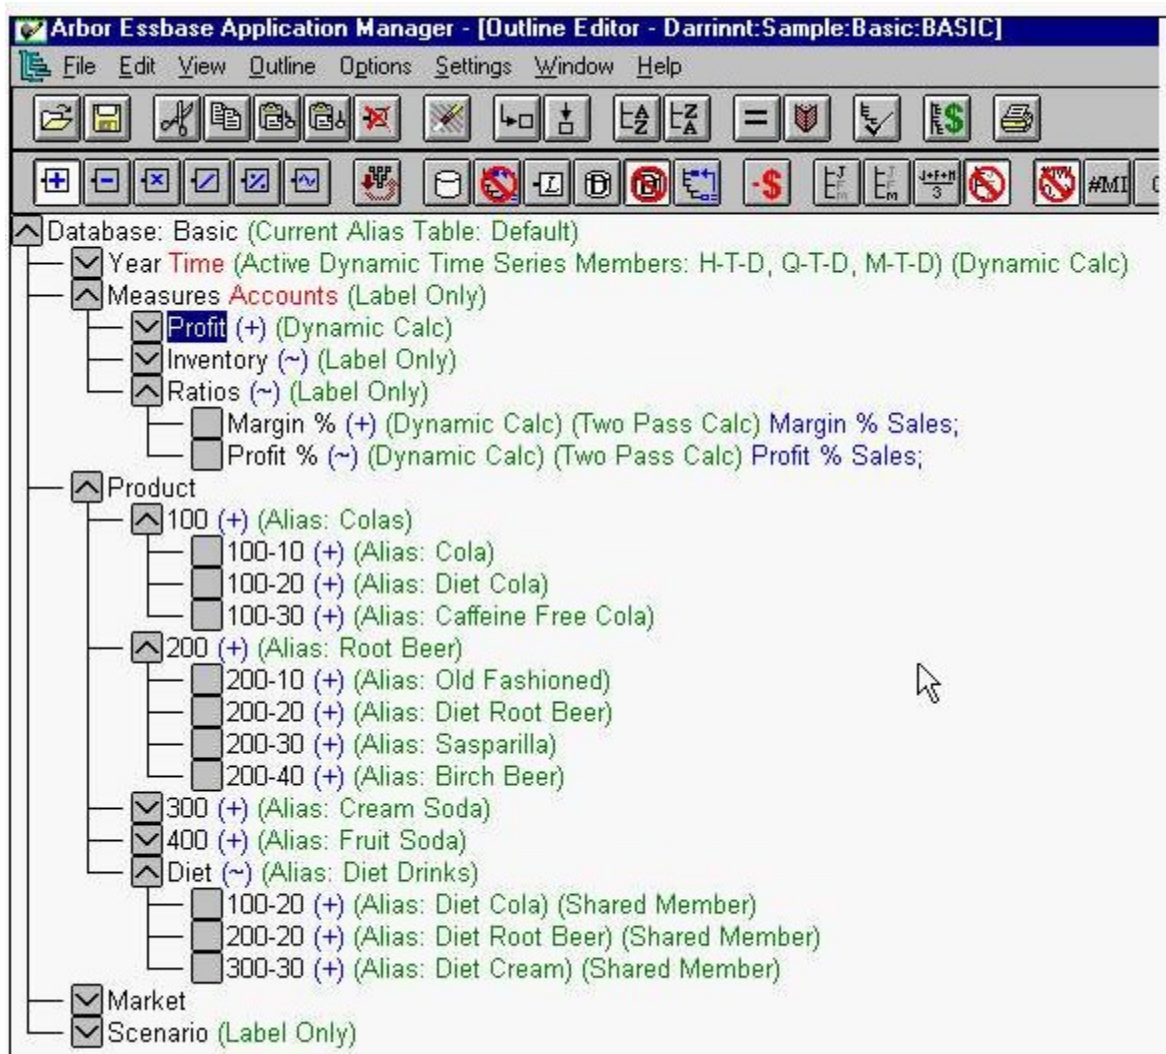 Arbor Essbase Application Manager - [Outline Editor - Darrinnt:Sample:Basic:BASIC]
File Edit View Outline Options Settings Window Help
A Z Z A = $
+ - × / % ~ L D -$ J F M J F M J+F+M 3 #MI
Database: Basic (Current Alias Table: Default)
Year Time (Active Dynamic Time Series Members: H-T-D, Q-T-D, M-T-D) (Dynamic Calc)
Measures Accounts (Label Only)
Profit (+) (Dynamic Calc)
Inventory (~) (Label Only)
Ratios (~) (Label Only)
Margin % (+) (Dynamic Calc) (Two Pass Calc) Margin % Sales;
Profit % (~) (Dynamic Calc) (Two Pass Calc) Profit % Sales;
Product
100 (+) (Alias: Colas)
100-10 (+) (Alias: Cola)
100-20 (+) (Alias: Diet Cola)
100-30 (+) (Alias: Caffeine Free Cola)
200 (+) (Alias: Root Beer)
200-10 (+) (Alias: Old Fashioned)
200-20 (+) (Alias: Diet Root Beer)
200-30 (+) (Alias: Sasparilla)
200-40 (+) (Alias: Birch Beer)
300 (+) (Alias: Cream Soda)
400 (+) (Alias: Fruit Soda)
Diet (~) (Alias: Diet Drinks)
100-20 (+) (Alias: Diet Cola) (Shared Member)
200-20 (+) (Alias: Diet Root Beer) (Shared Member)
300-30 (+) (Alias: Diet Cream) (Shared Member)
Market
Scenario (Label Only)